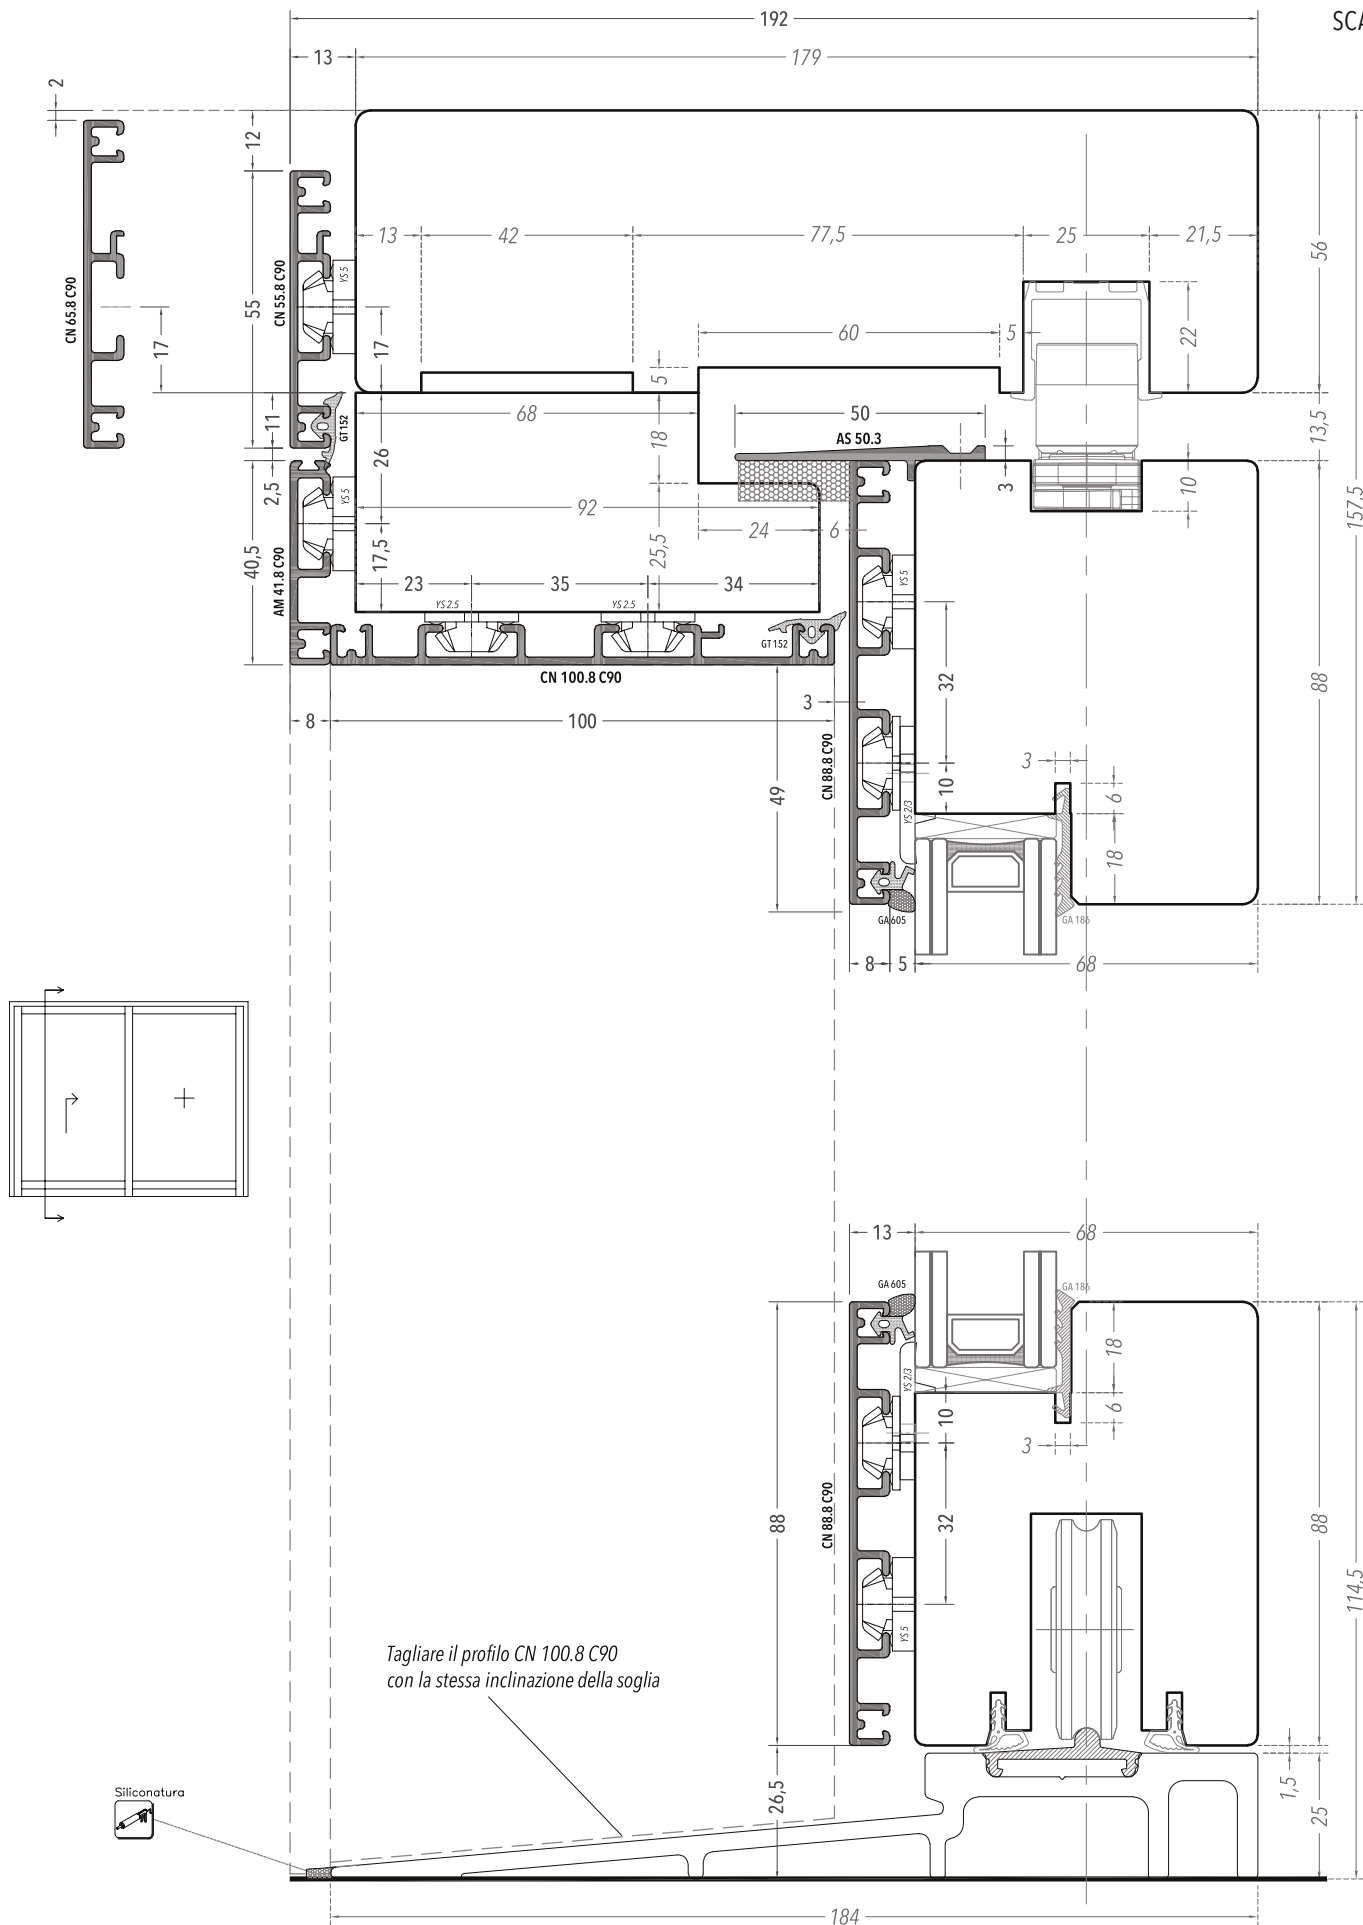 192
SCA
13
179
2
12
13
42
77,5
25
21,5
56
CN 65.8 C90
CN 55.8 C90
YS 5
55
17
17
60
5
22
5
11
GT 152
68
18
50
AS 50.3
13,5
26
2,5
YS 5
3
10
157,5
92
24
6
25,5
40,5
17,5
AM 41.8 C90
23
35
34
YS 2.5
YS 2.5
YS 5
GT 152
CN 100.8 C90
32
88
3
8
100
CN 88.8 C90
3
10
6
49
YS 2/3
18
GA 605
GA 186
8
5
68
13
68
GA 605
GA 186
18
YS 2/3
10
6
3
88
CN 88.8 C90
32
88
114,5
YS 5
Tagliare il profilo CN 100.8 C90
con la stessa inclinazione della soglia
Siliconatura
26,5
1,5
25
184